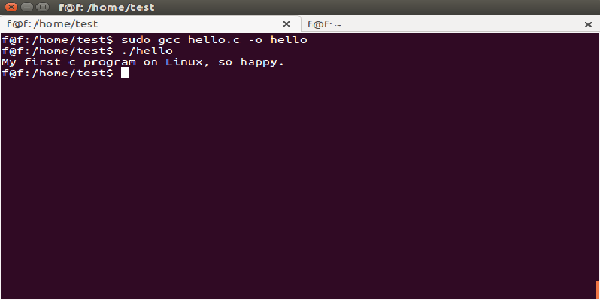 f@f: /home/test
f@f: /home/test
f@f: ~
f@f:/home/test$ sudo gcc hello.c -o hello
f@f:/home/test$ ./hello
My first c program on Linux, so happy.
f@f:/home/test$